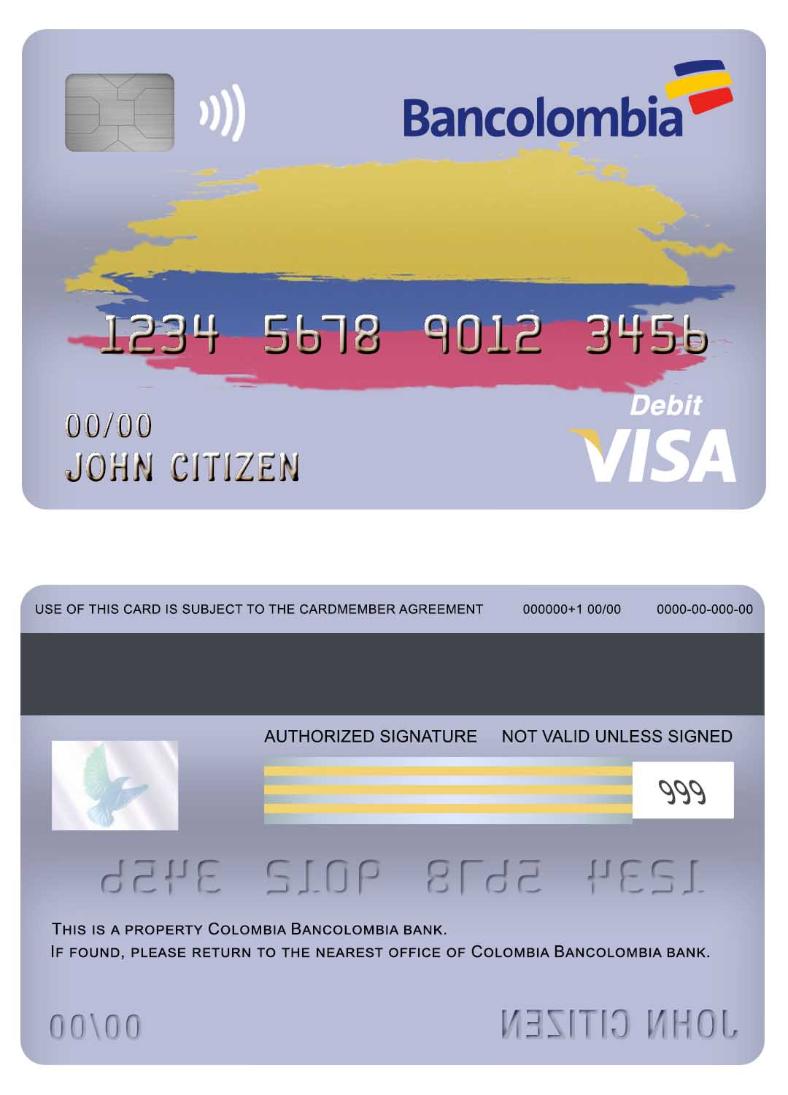 Bancolombia
1234 5678 9012 3456
Debit
00/00
VISA
JOHN CITIZEN
USE OF THIS CARD IS SUBJECT TO THE CARDMEMBER AGREEMENT 000000+1 00/00 0000-00-000-00
AUTHORIZED SIGNATURE NOT VALID UNLESS SIGNED
999
1234 5678 9012 3456
THIS IS A PROPERTY COLOMBIA BANCOLOMBIA BANK.
IF FOUND, PLEASE RETURN TO THE NEAREST OFFICE OF COLOMBIA BANCOLOMBIA BANK.
00/00 JOHN CITIZEN